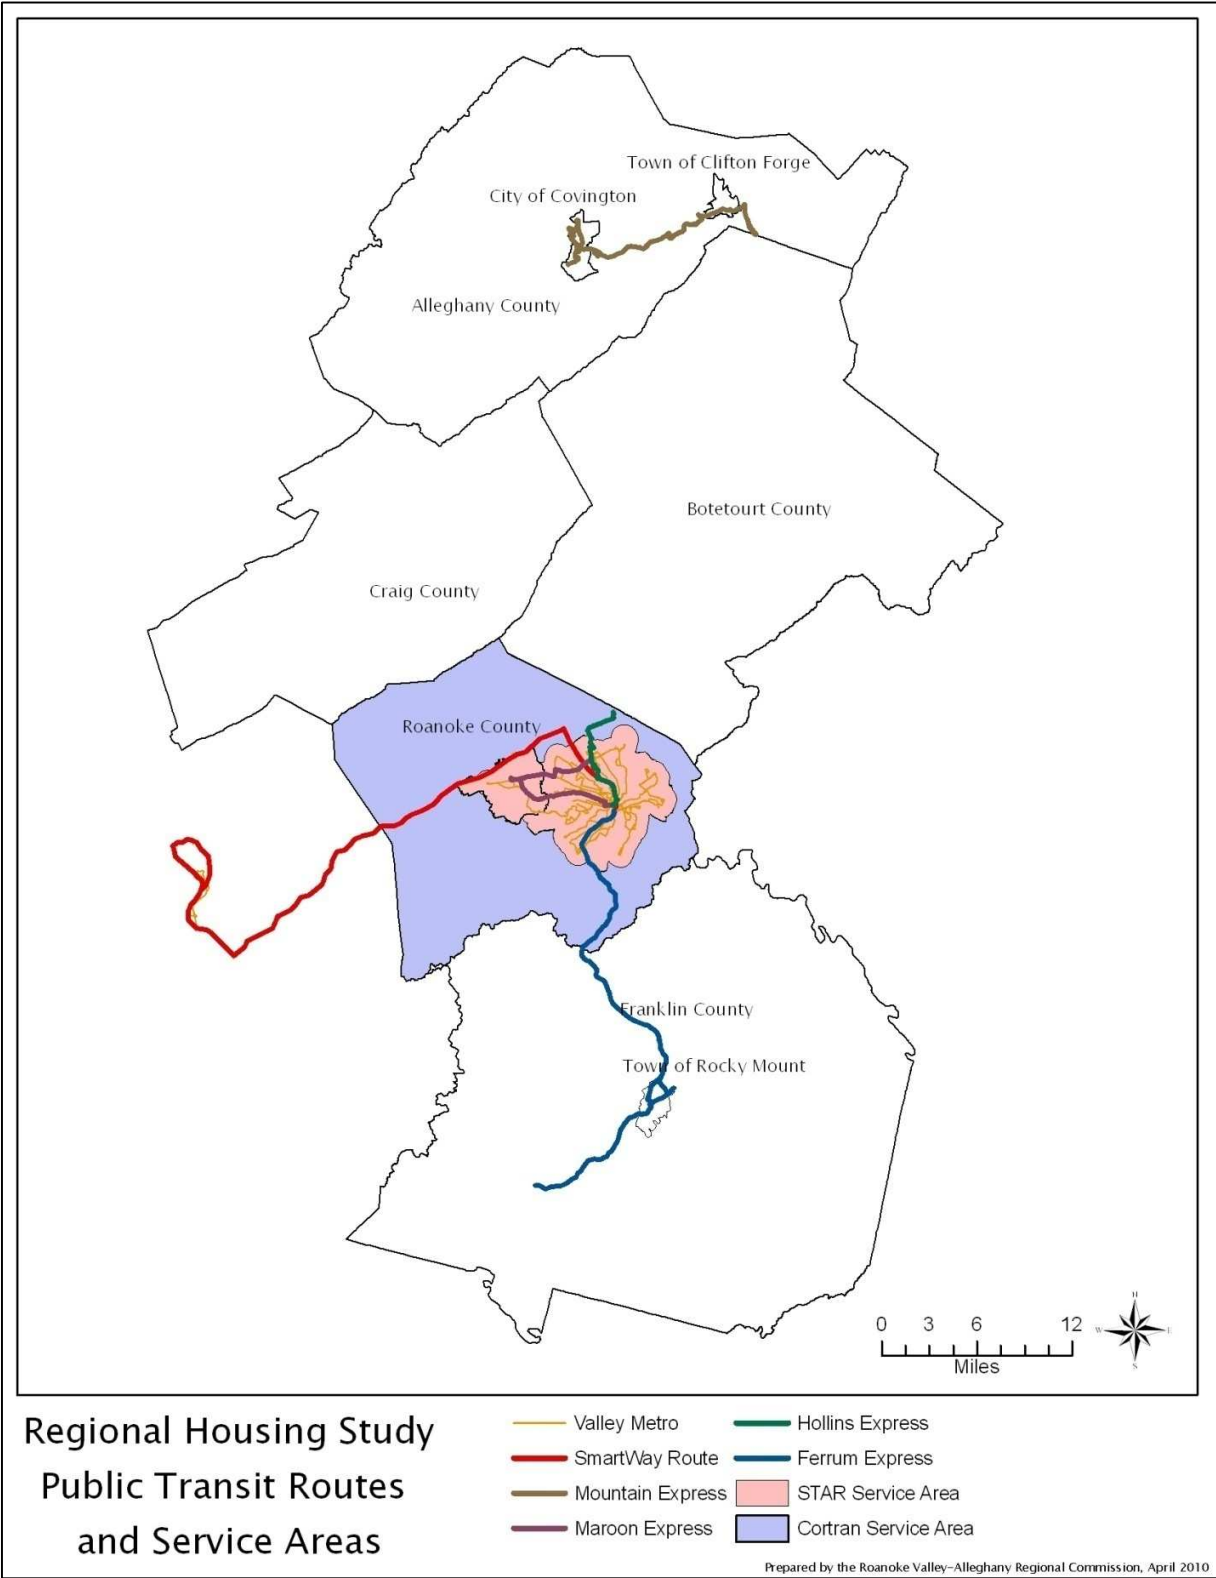 Town of Clifton Forge
City of Covington
Alleghany County
Botetourt County
Craig County
Roanoke County
Franklin County
Town of Rocky Mount
0 3 6 12
Miles
N
W E
S
Regional Housing Study
Public Transit Routes
and Service Areas
Valley Metro
SmartWay Route
Mountain Express
Maroon Express
Hollins Express
Ferrum Express
STAR Service Area
Cortran Service Area
Prepared by the Roanoke Valley-Alleghany Regional Commission, April 2010